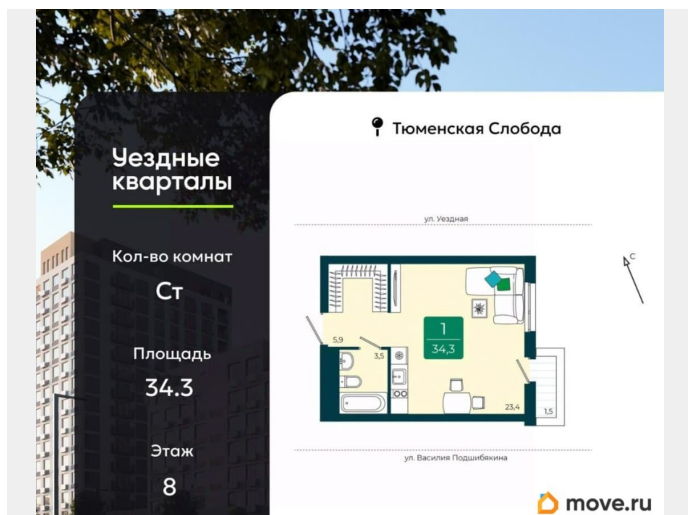 Уездные
кварталы
Кол-во комнат
Ст
Площадь
34.3
Этаж
8
Тюменская Слобода
ул. Уездная
С
5,9
3,5
1
34,3
23,4
1,5
ул. Василия Подшибякина
move.ru